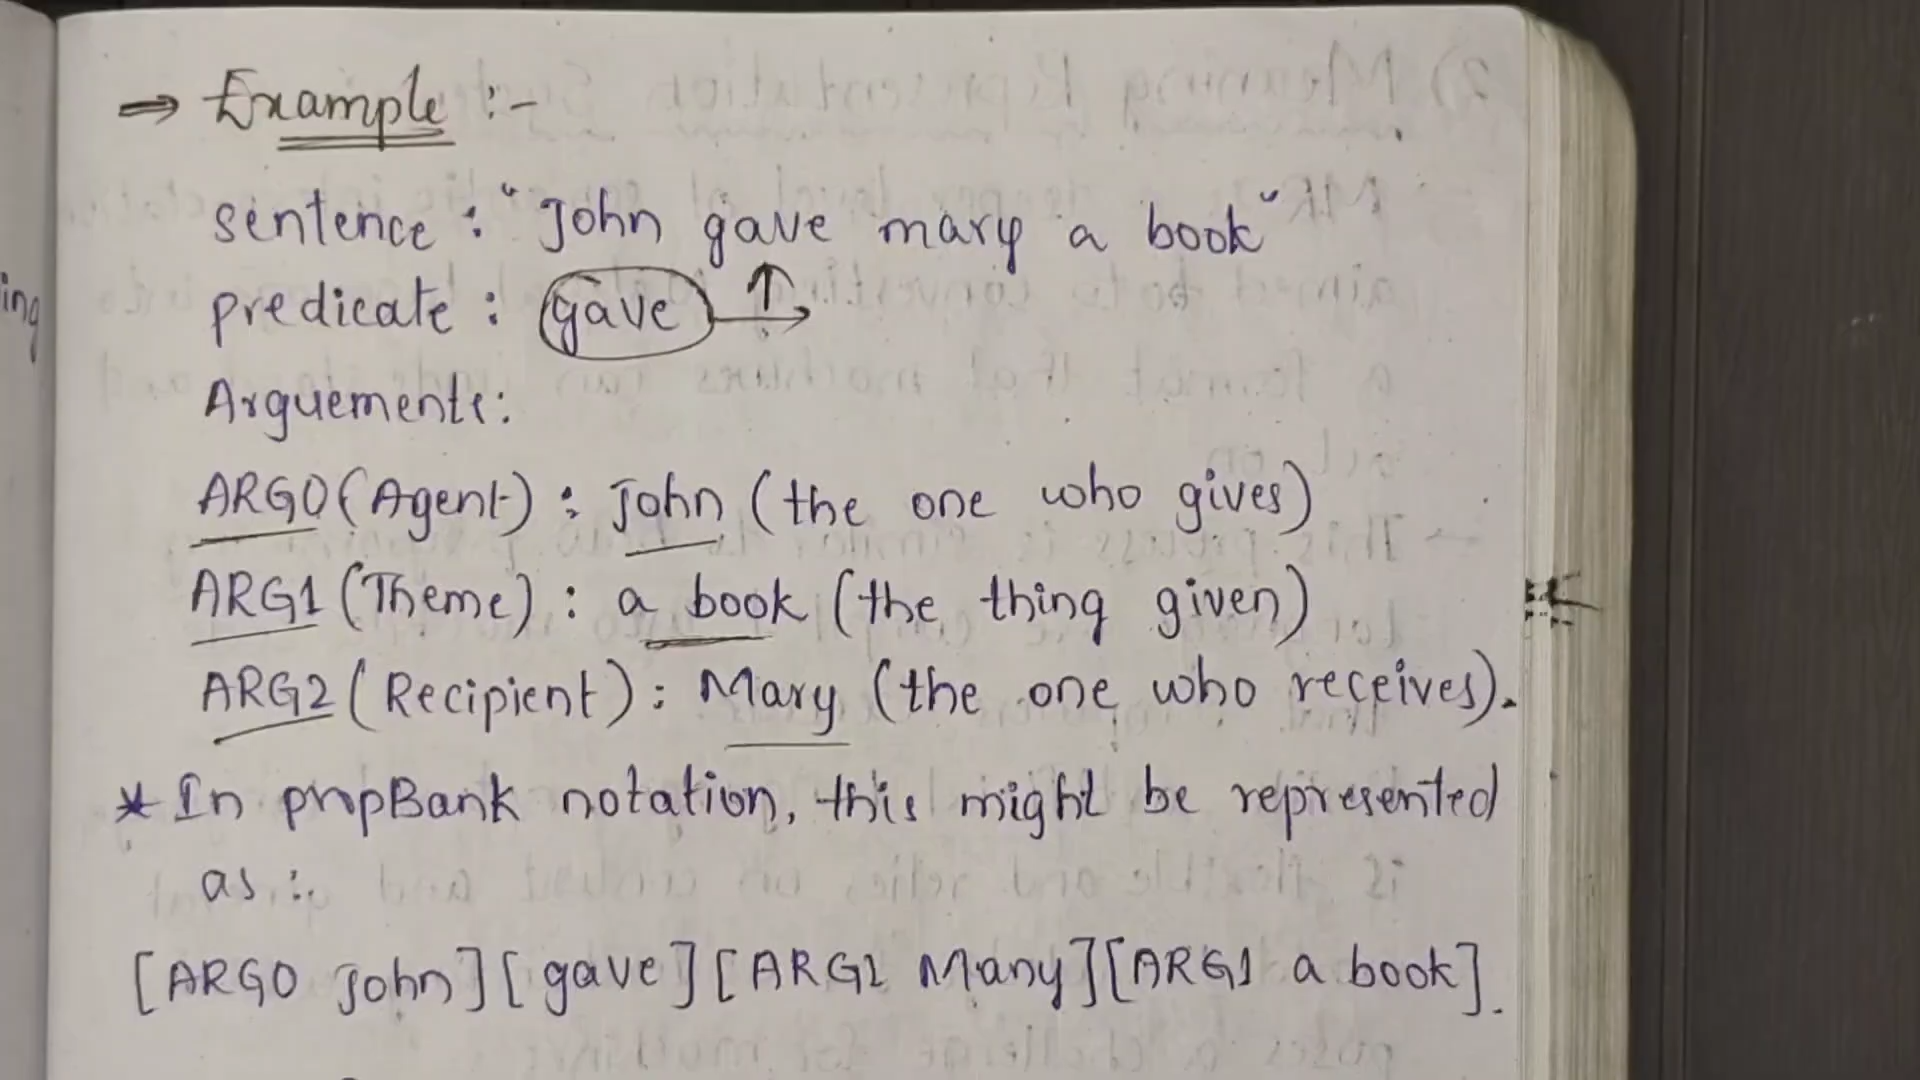 ⇒ Example :-
sentence : "John gave mary a book"
predicate : gave
Arguements:
ARG0 (Agent) : John (the one who gives)
ARG1 (Theme) : a book (the thing given)
ARG2 (Recipient) : Mary (the one who receives).
* In propBank notation, this might be represented
as :.
[ARG0 John] [gave] [ARG2 Many] [ARG1 a book].
ing